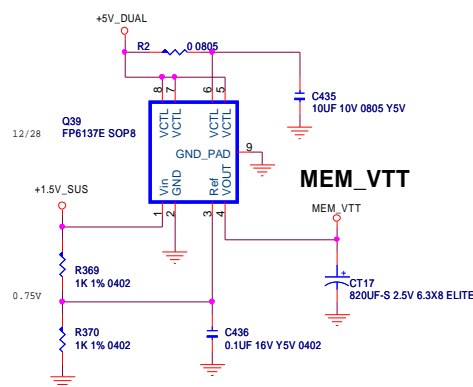 +5V_DUAL
R2 0 0805
8 7 6 5
VCTL VCTL VCTL VCTL
C435
10UF 10V 0805 Y5V
12/28
Q39
FP6137E SOP8
GND_PAD
9
Vin GND Ref VOUT
1 2 3 4
MEM_VTT
+1.5V_SUS
MEM_VTT
R369
1K 1% 0402
CT17
820UF-S 2.5V 6.3X8 ELITE
0.75V
R370
1K 1% 0402
C436
0.1UF 16V Y5V 0402